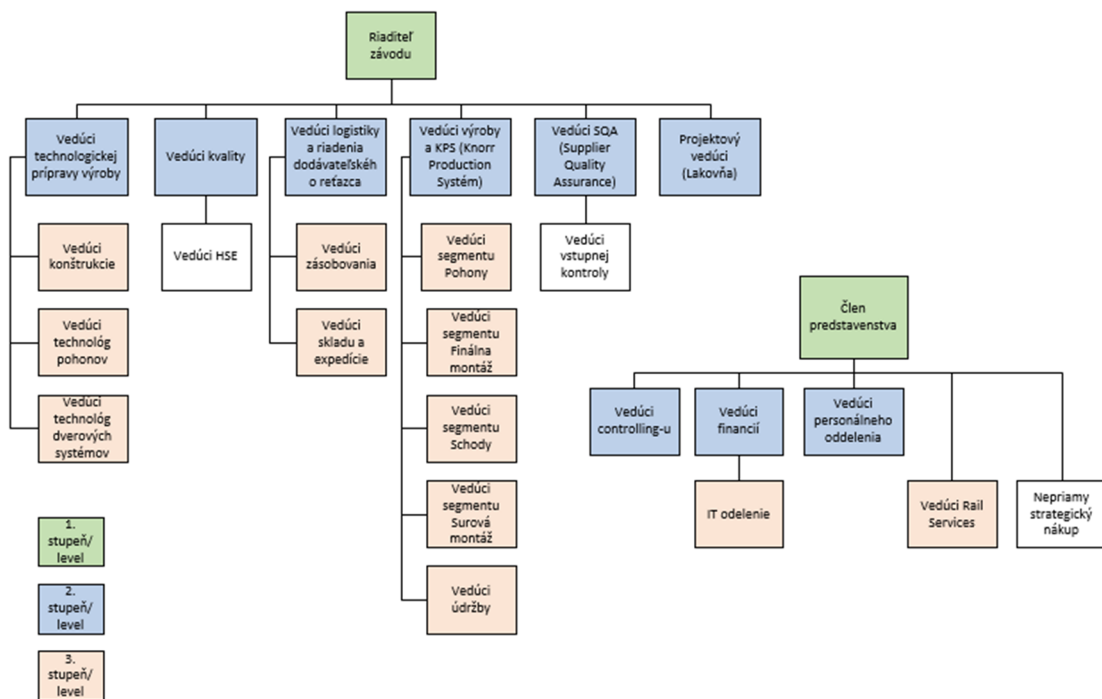 Riaditeľ
závodu
Vedúci
technologickej
prípravy výroby
Vedúci kvality
Vedúci logistiky
a riadenia
dodávateľskéh
o reťazca
Vedúci výroby
a KPS (Knorr
Production
Systém)
Vedúci SQA
(Supplier
Quality
Assurance)
Projektový
vedúci
(Lakovňa)
Vedúci
konštrukcie
Vedúci HSE
Vedúci
zásobovania
Vedúci
segmentu
Pohony
Vedúci
vstupnej
kontroly
Vedúci
technológ
pohonov
Vedúci
skladu a
expedície
Vedúci
segmentu
Finálna
montáž
Vedúci
technológ
dverových
systémov
Vedúci
segmentu
Schody
Vedúci
segmentu
Surová
montáž
Vedúci
údržby
Člen
predstavenstva
Vedúci
controlling-u
Vedúci
financií
Vedúci
personálneho
oddelenia
IT odelenie
Vedúci Rail
Services
Nepriamy
strategický
nákup
1.
stupeň/
level
2.
stupeň/
level
3.
stupeň/
level